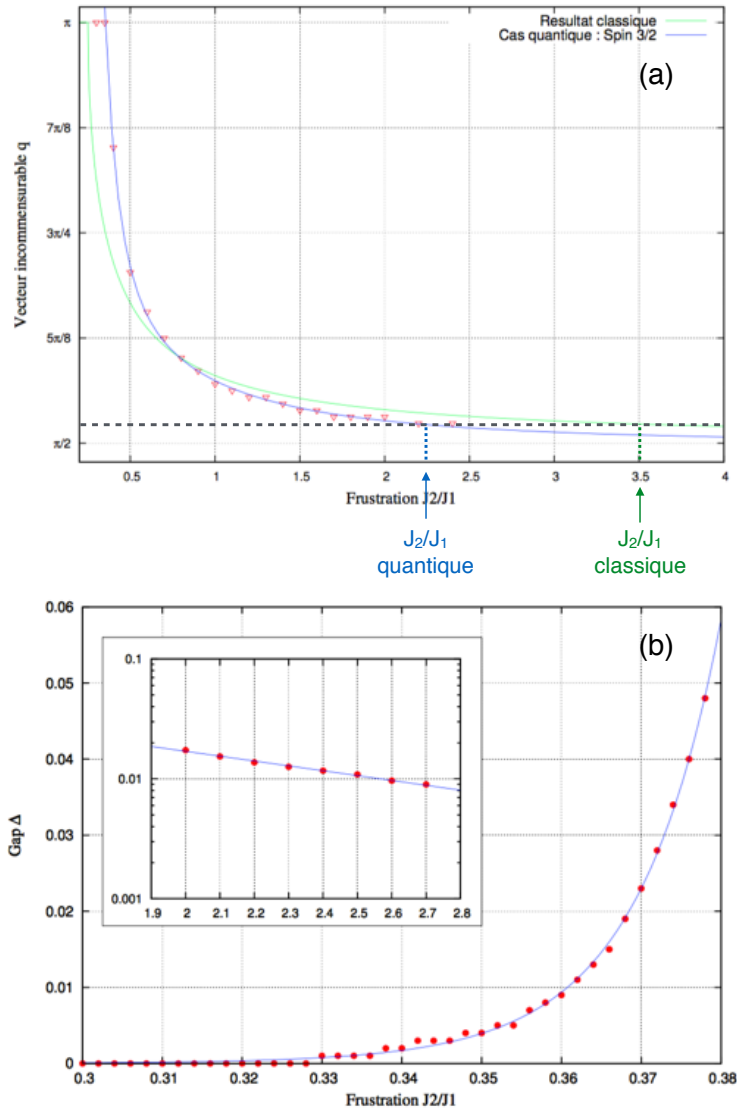 Resultat classique
Cas quantique : Spin 3/2
(a)
π
7π/8
3π/4
5π/8
π/2
Vecteur incommensurable q
0.5 1 1.5 2 2.5 3 3.5 4
Frustration J2/J1
J₂/J₁
quantique
J₂/J₁
classique
(b)
0.06
0.05
0.04
0.03
0.02
0.01
0
Gap Δ
0.1
0.01
0.001
1.9 2 2.1 2.2 2.3 2.4 2.5 2.6 2.7 2.8
0.3 0.31 0.32 0.33 0.34 0.35 0.36 0.37 0.38
Frustration J2/J1